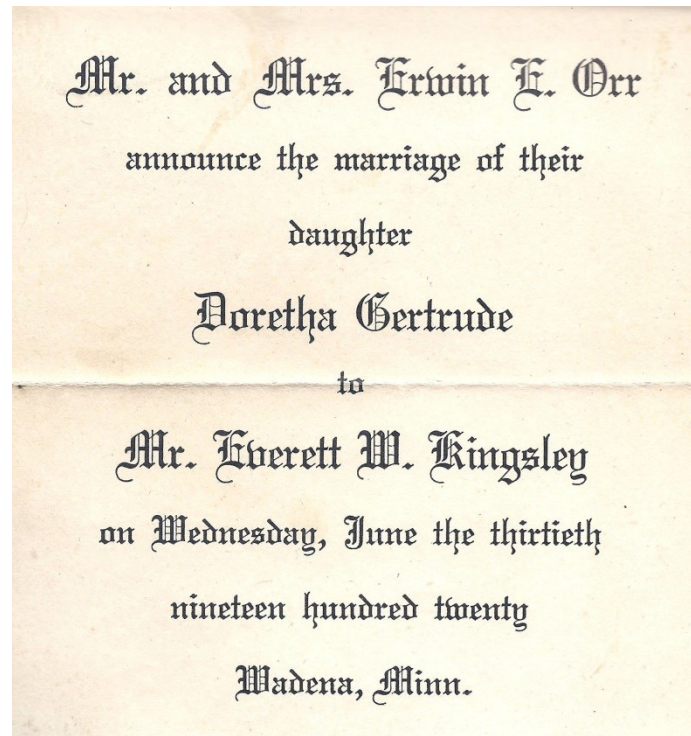 Mr. and Mrs. Erwin E. Orr
announce the marriage of their
daughter
Doretha Gertrude
to
Mr. Everett W. Kingsley
on Wednesday, June the thirtieth
nineteen hundred twenty
Wadena, Minn.